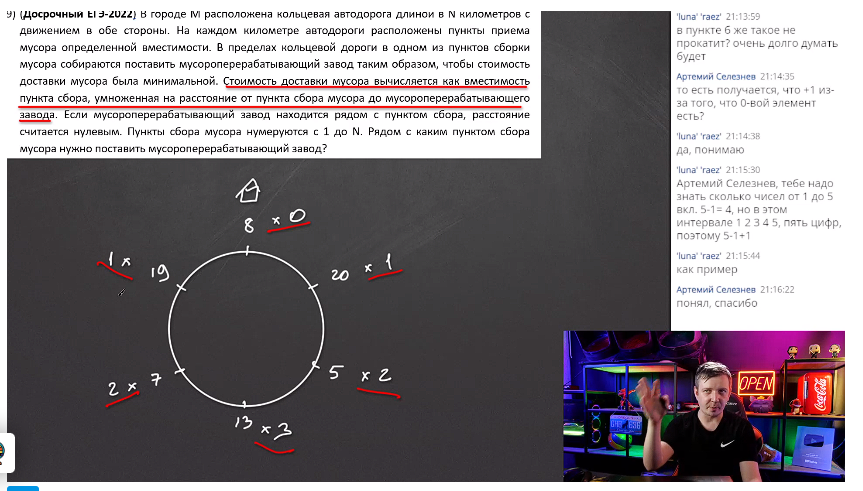 9) (Досрочный ЕГЭ-2022) В городе М расположена кольцевая автодорога длиной в N километров с
движением в обе стороны. На каждом километре автодороги расположены пункты приема
мусора определенной вместимости. В пределах кольцевой дороги в одном из пунктов сборки
мусора собираются поставить мусороперерабатывающий завод таким образом, чтобы стоимость
доставки мусора была минимальной. Стоимость доставки мусора вычисляется как вместимость
пункта сбора, умноженная на расстояние от пункта сбора мусора до мусороперерабатывающего
завода. Если мусороперерабатывающий завод находится рядом с пунктом сбора, расстояние
считается нулевым. Пункты сбора мусора нумеруются с 1 до N. Рядом с каким пунктом сбора
мусора нужно поставить мусороперерабатывающий завод?
8 × 0
1 × 19
20 × 1
2 × 7
5 × 2
13 × 3
'luna' 'raez' 21:13:59
в пункте 6 же такое не
прокатит? очень долго думать
будет
Артемий Селезнев 21:14:35
то есть получается, что +1 из-
за того, что 0-вой элемент
есть?
'luna' 'raez' 21:14:38
да, понимаю
'luna' 'raez' 21:15:30
Артемий Селезнев, тебе надо
знать сколько чисел от 1 до 5
вкл. 5-1= 4, но в этом
интервале 1 2 3 4 5, пять цифр,
поэтому 5-1+1
'luna' 'raez' 21:15:44
как пример
Артемий Селезнев 21:16:22
понял, спасибо
OPEN
Coca-Cola